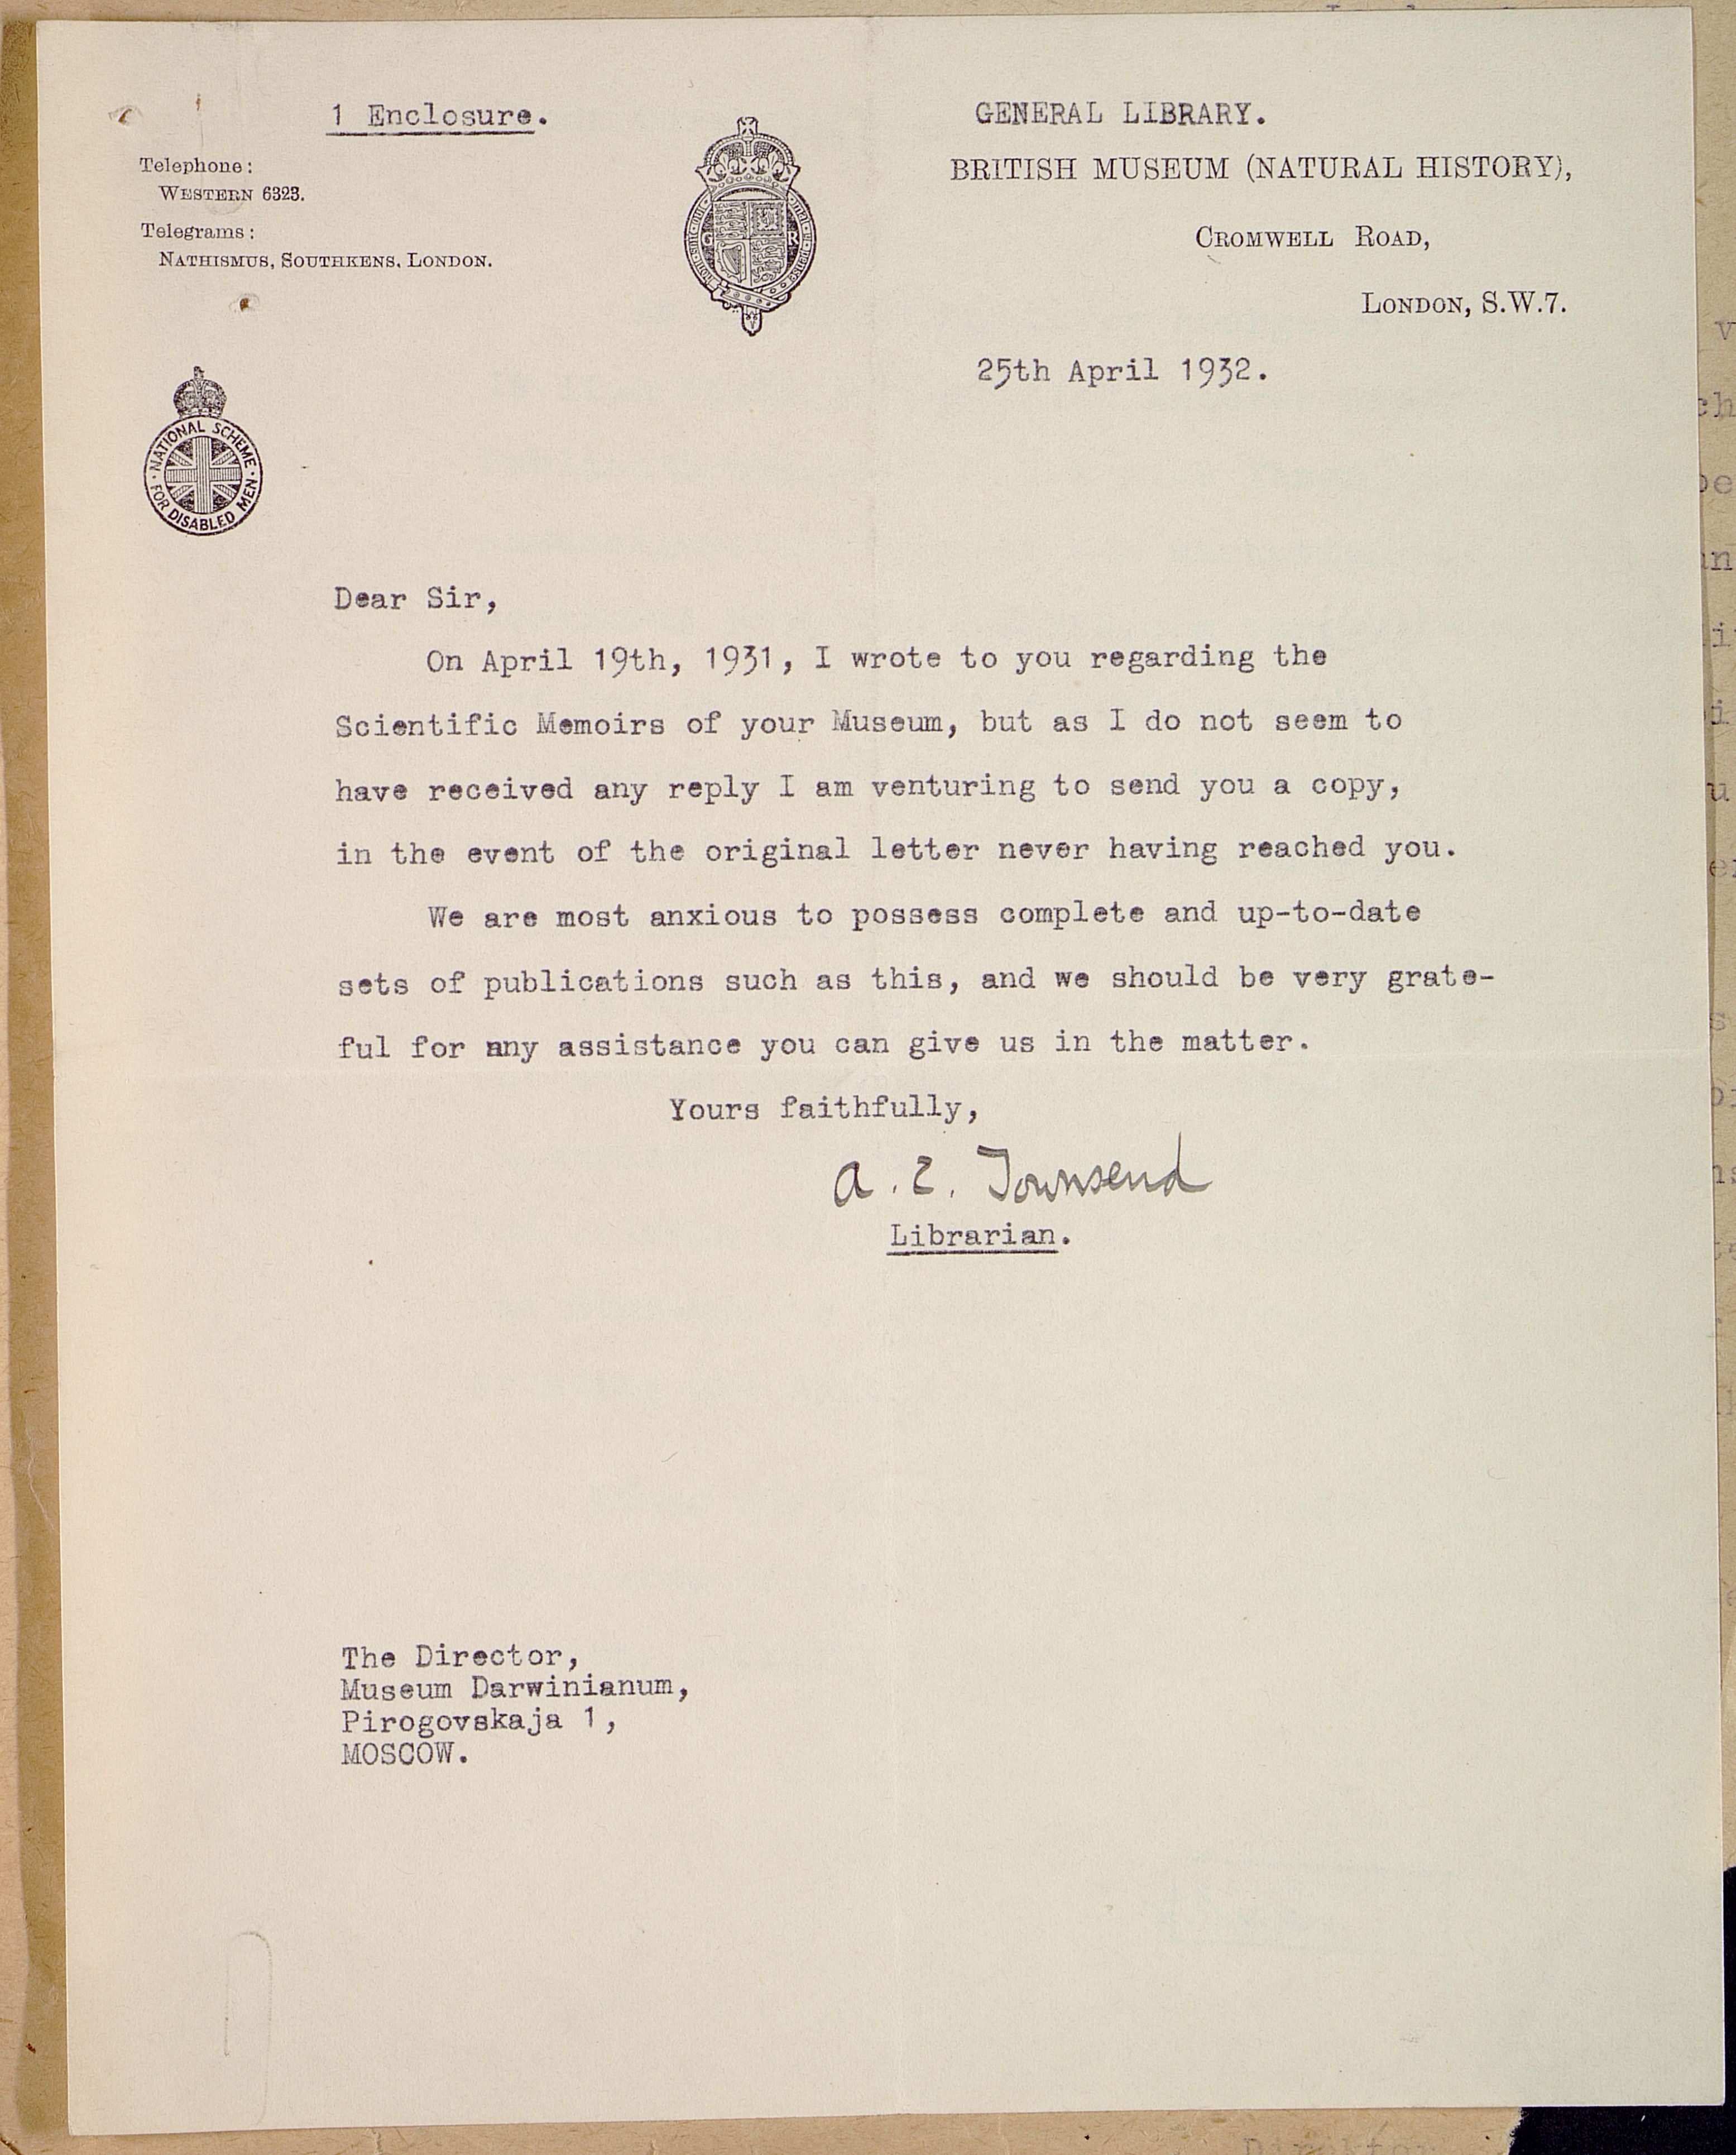 1 Enclosure.
Telephone:
WESTERN 6323.
Telegrams:
NATHISMUS, SOUTHKENS, LONDON.
G R
GENERAL LIBRARY.
BRITISH MUSEUM (NATURAL HISTORY),
CROMWELL ROAD,
LONDON, S.W.7.
25th April 1932.
NATIONAL SCHEME
FOR DISABLED MEN
Dear Sir,
On April 19th, 1931, I wrote to you regarding the
Scientific Memoirs of your Museum, but as I do not seem to
have received any reply I am venturing to send you a copy,
in the event of the original letter never having reached you.
We are most anxious to possess complete and up-to-date
sets of publications such as this, and we should be very grate-
ful for any assistance you can give us in the matter.
Yours faithfully,
A. E. Townsend
Librarian.
The Director,
Museum Darwinianum,
Pirogovskaja 1,
MOSCOW.